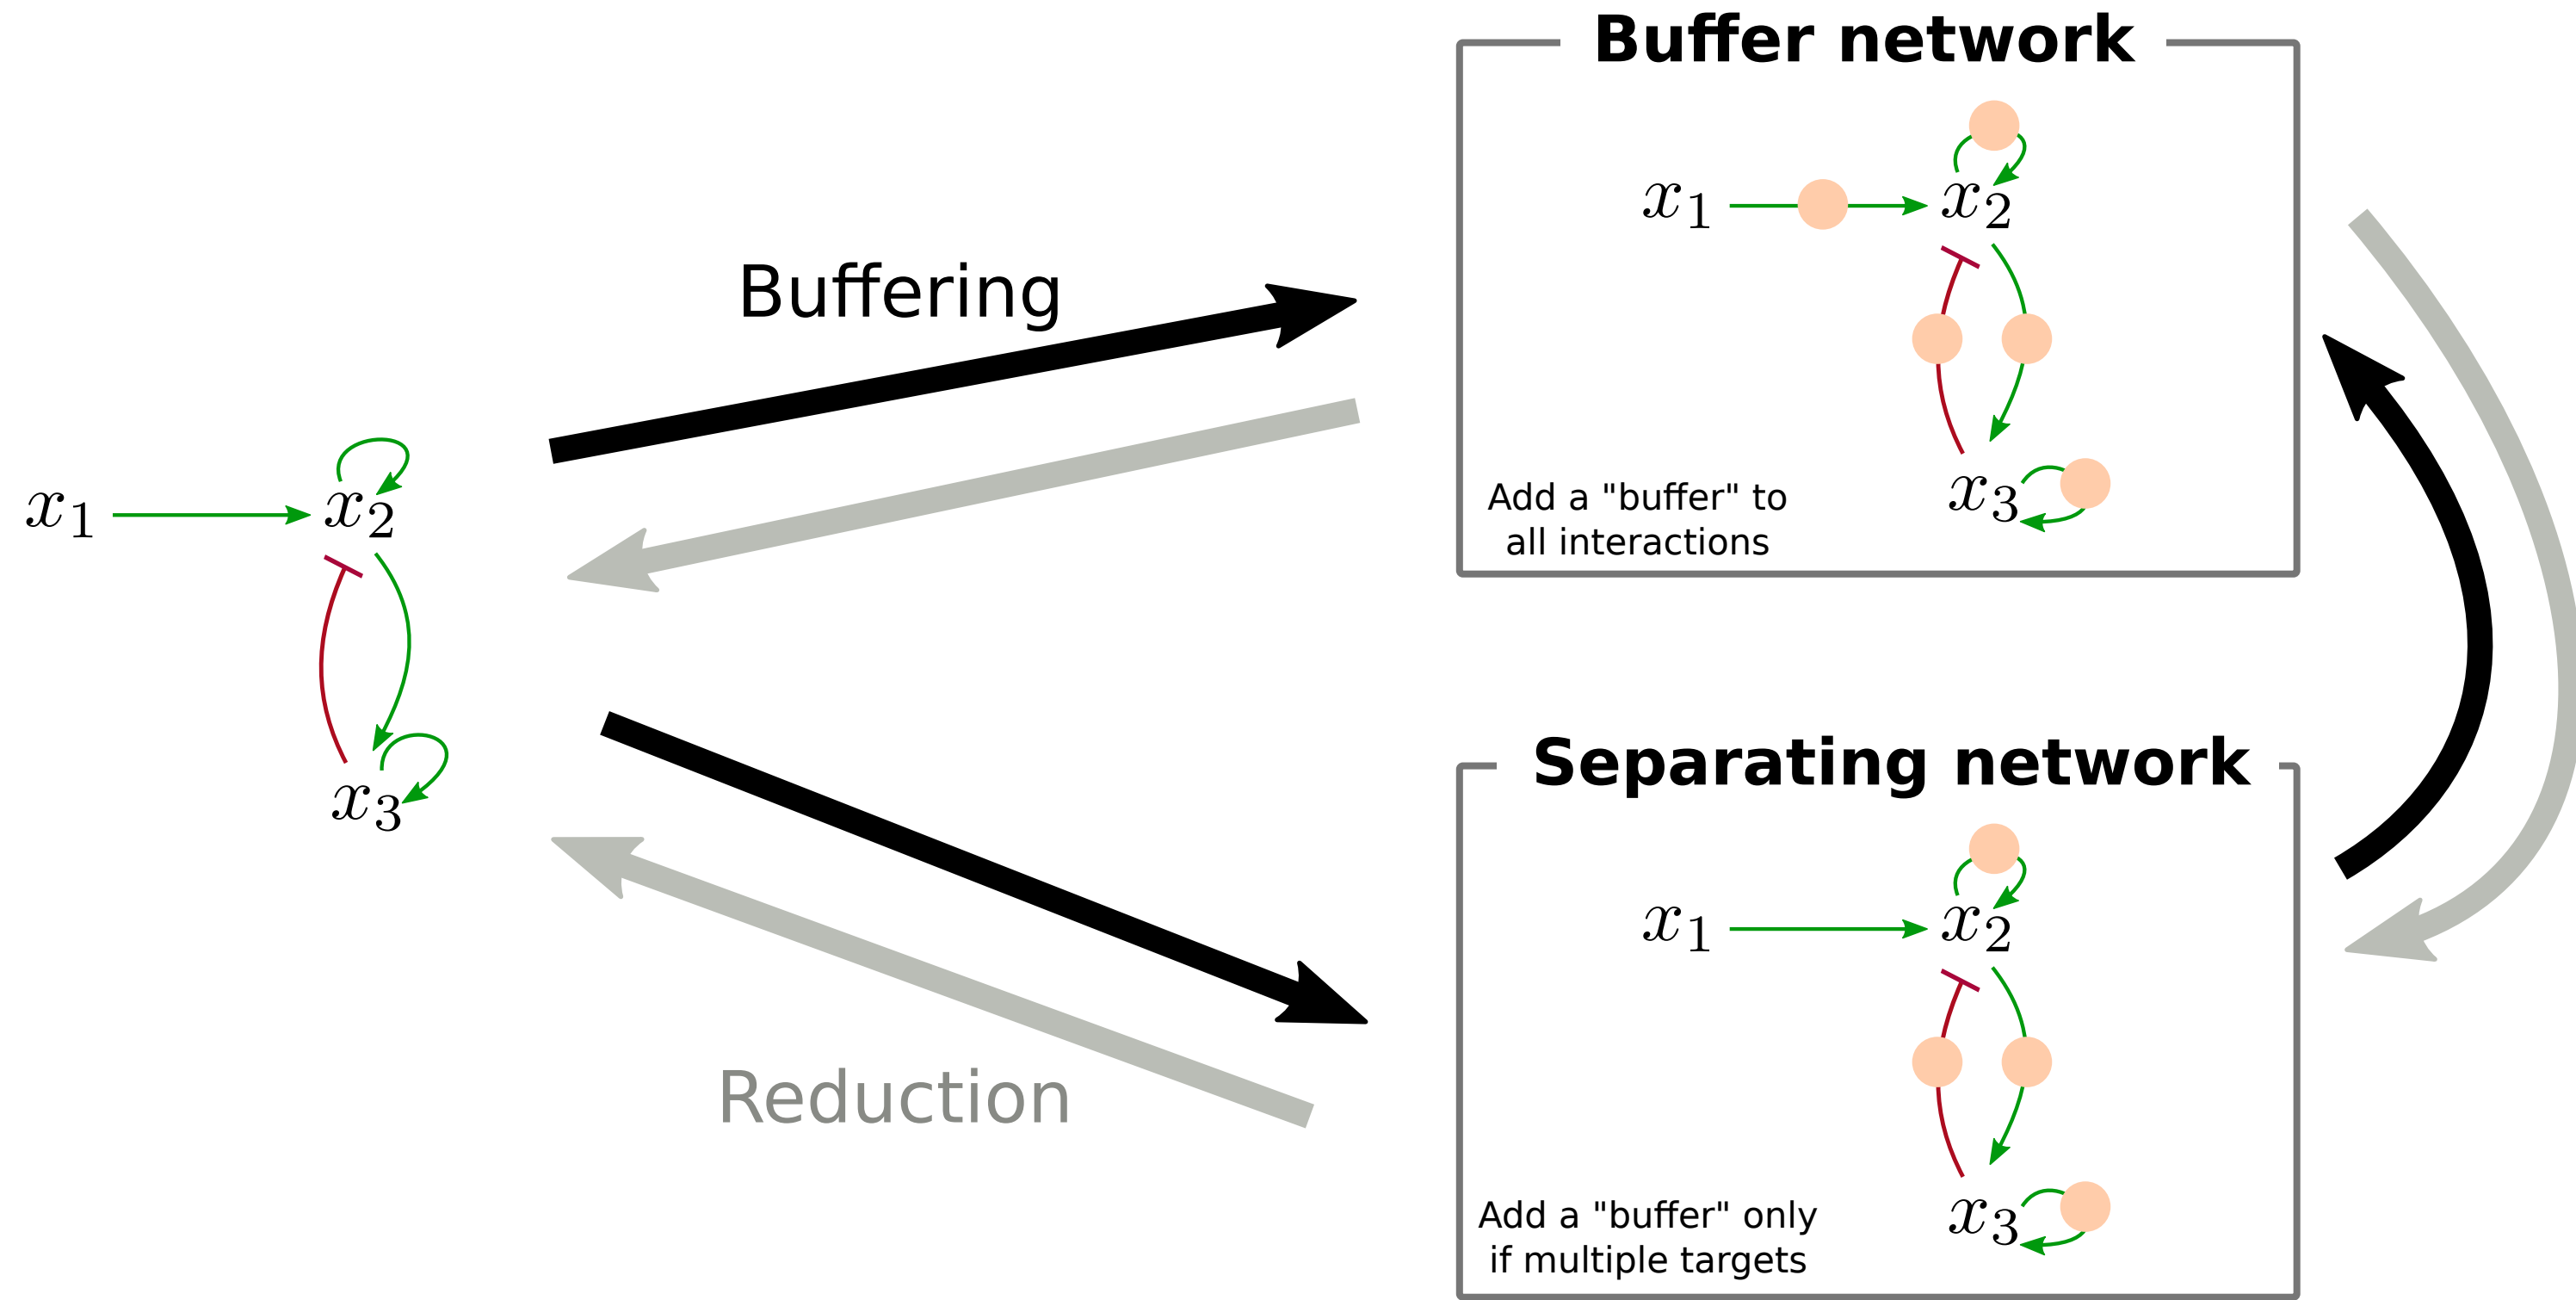 Buffer network
x1
x2
x3
Add a "buffer" to
all interactions
Buffering
x1
x2
x3
Reduction
Separating network
x1
x2
x3
Add a "buffer" only
if multiple targets